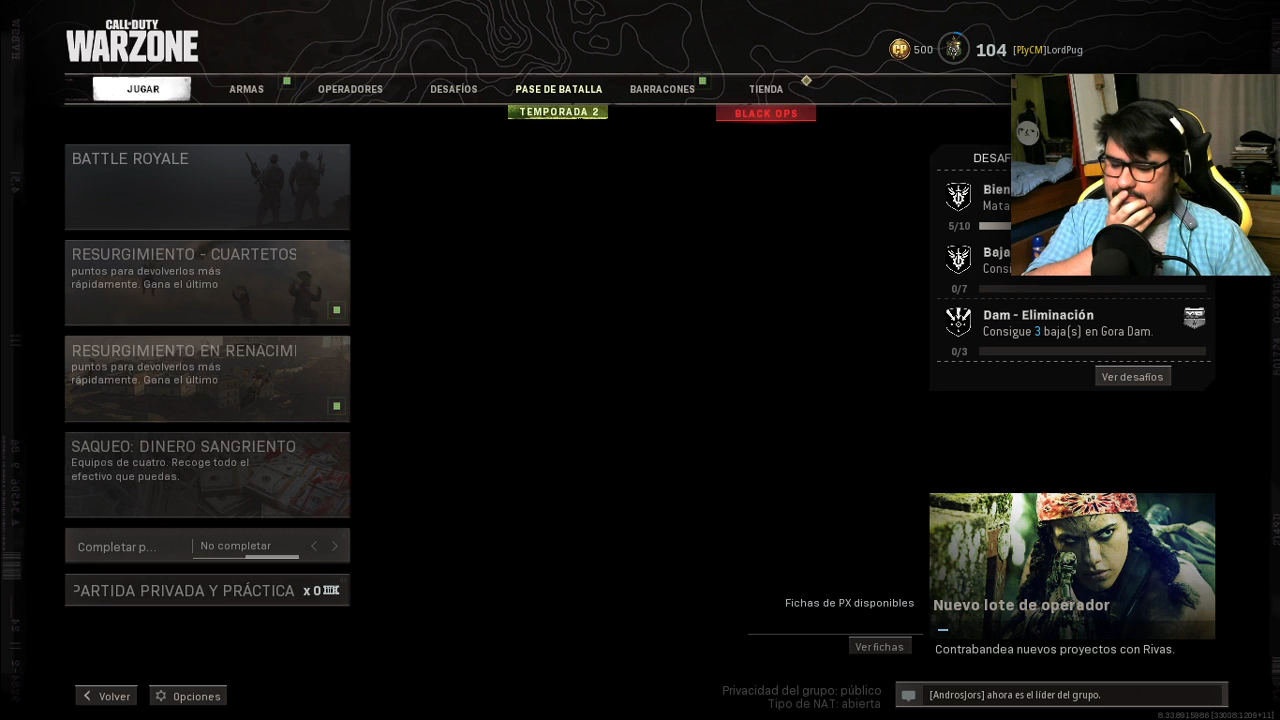 CALL OF DUTY
WARZONE
500
104
[PIyCM]LordPug
JUGAR
ARMAS
OPERADORES
DESAFÍOS
PASE DE BATALLA
BARRACONES
TIENDA
TEMPORADA 2
BLACK OPS
BATTLE ROYALE
RESURGIMIENTO - CUARTETOS
puntos para devolverlos más
rápidamente. Gana el último
RESURGIMIENTO EN RENACIMI
puntos para devolverlos más
rápidamente. Gana el último
SAQUEO: DINERO SANGRIENTO
Equipos de cuatro. Recoge todo el
efectivo que puedas.
Completar p...
No completar
PARTIDA PRIVADA Y PRÁCTICA
x 0
Volver
Opciones
DESAF
Bien
Mata
5/10
Baja
Consi
0/7
Dam - Eliminación
Consigue 3 baja(s) en Gora Dam.
0/3
Ver desafíos
Fichas de PX disponibles
Ver fichas
Nuevo lote de operador
Contrabandea nuevos proyectos con Rivas.
Privacidad del grupo: público
Tipo de NAT: abierta
[AndrosJors] ahora es el líder del grupo.